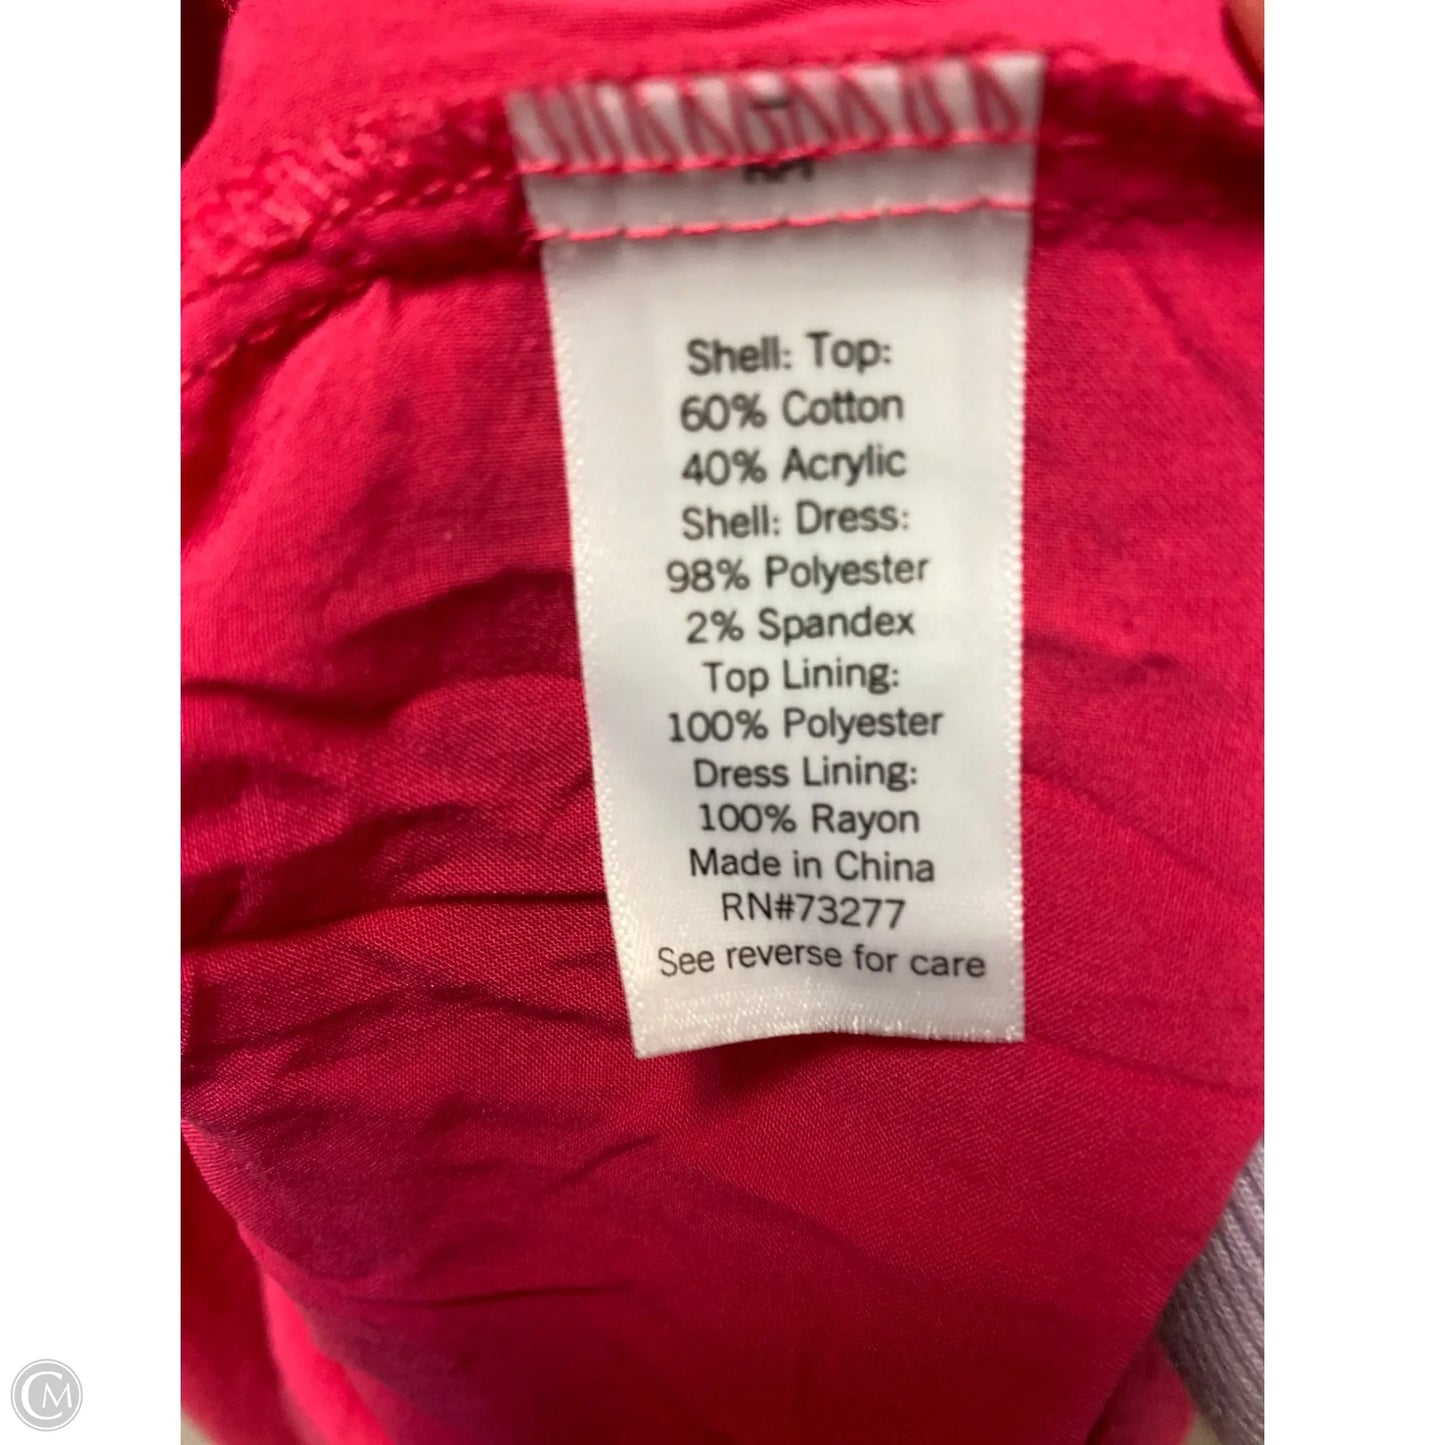 Shell: Top:
60% Cotton
40% Acrylic
Shell: Dress:
98% Polyester
2% Spandex
Top Lining:
100% Polyester
Dress Lining:
100% Rayon
Made in China
RN#73277
See reverse for care
CM